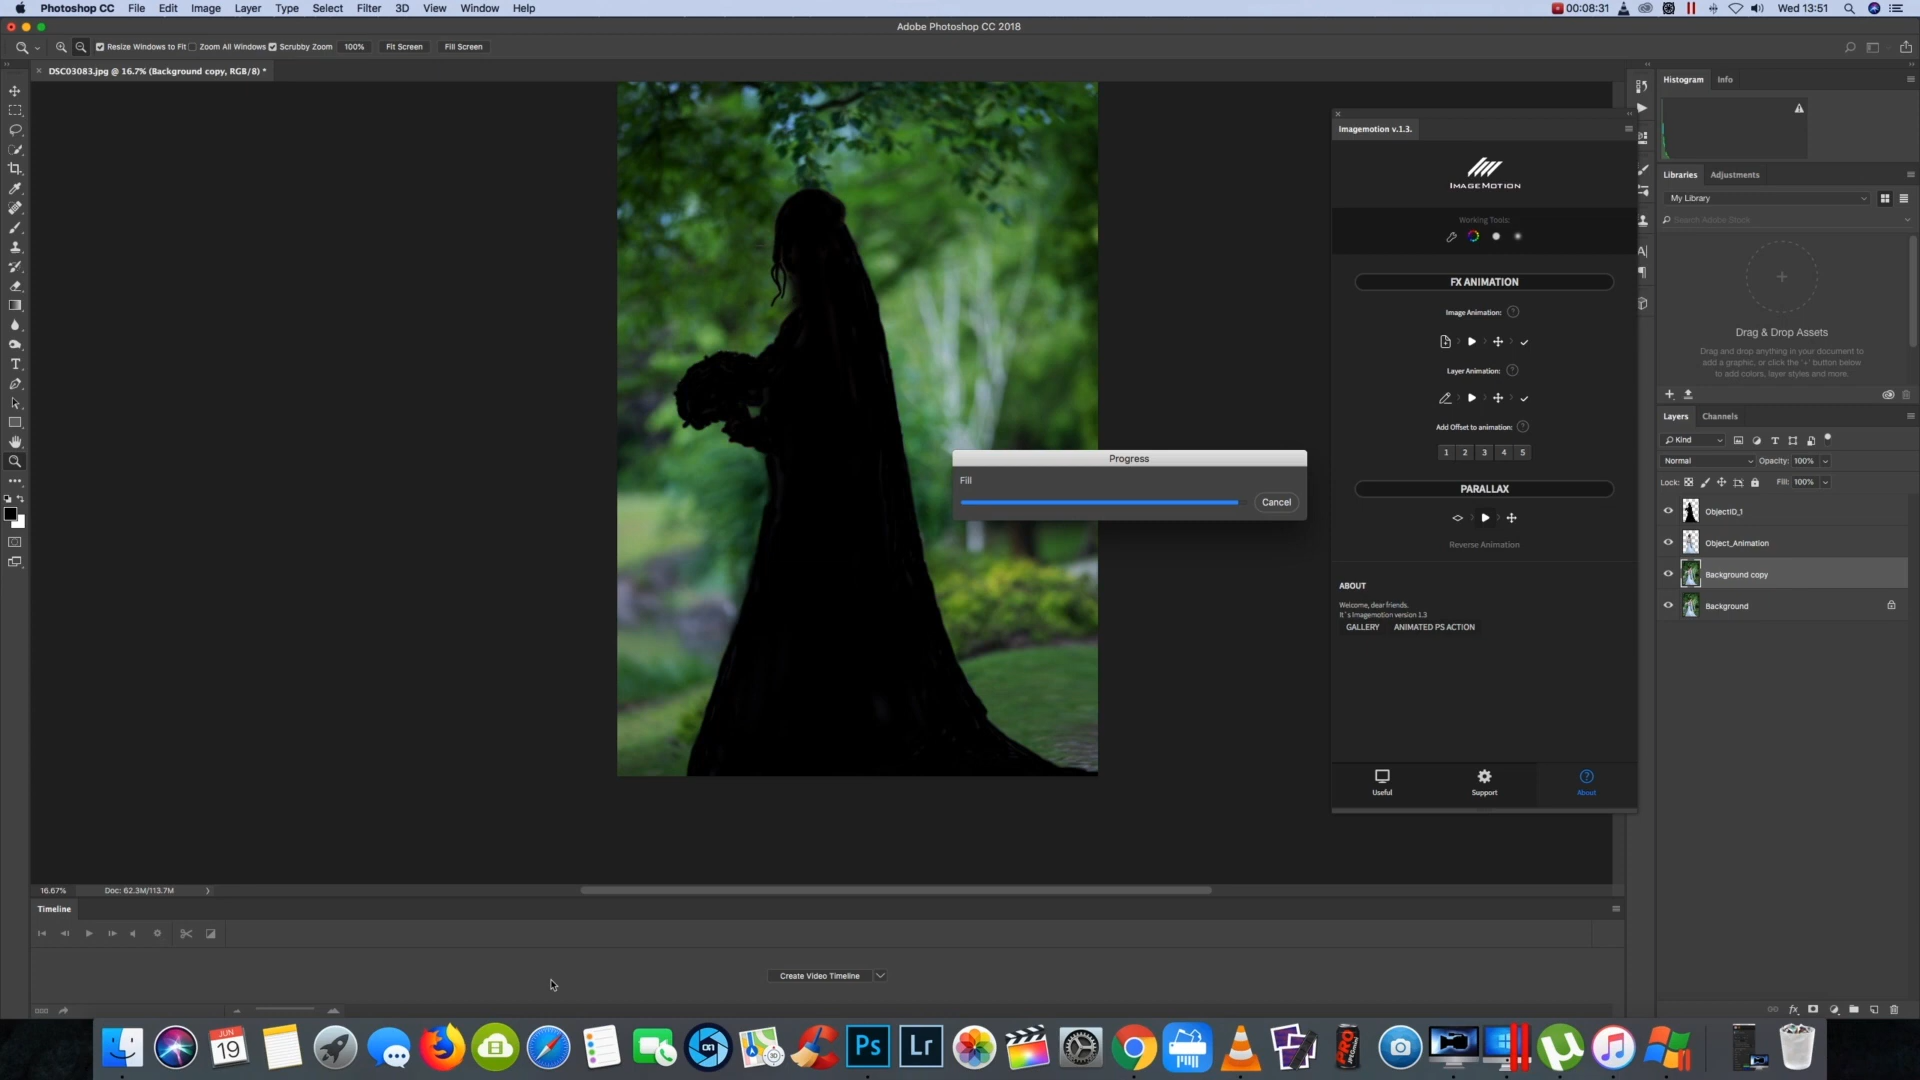 Photoshop CC File Edit Image Layer Type Select Filter 3D View Window Help 00:08:31 Wed 13:51
Adobe Photoshop CC 2018
Resize Windows to Fit Zoom All Windows Scrubby Zoom 100% Fit Screen Fill Screen
DSC03083.jpg @ 16.7% (Background copy, RGB/8) *
Imagemotion v.1.3.
IMAGEMOTION
Working Tools:
FX ANIMATION
Image Animation: ?
Layer Animation: ?
Add Offset to animation: ?
1 2 3 4 5
PARALLAX
Reverse Animation
ABOUT
Welcome, dear friends.
It`s Imagemotion version 1.3
GALLERY ANIMATED PS ACTION
Useful Support About
Progress
Fill
Cancel
Histogram Info
Libraries Adjustments
My Library
Search Adobe Stock
Drag & Drop Assets
Drag and drop anything in your document to
add a graphic, or click the '+' button below
to add colors, layer styles and more.
Layers Channels
Kind
Normal Opacity: 100%
Lock: Fill: 100%
ObjectID_1
Object_Animation
Background copy
Background
16.67% Doc: 62.3M/113.7M
Timeline
Create Video Timeline
JUN
19
ON
3D
Ps
Lr
PRO